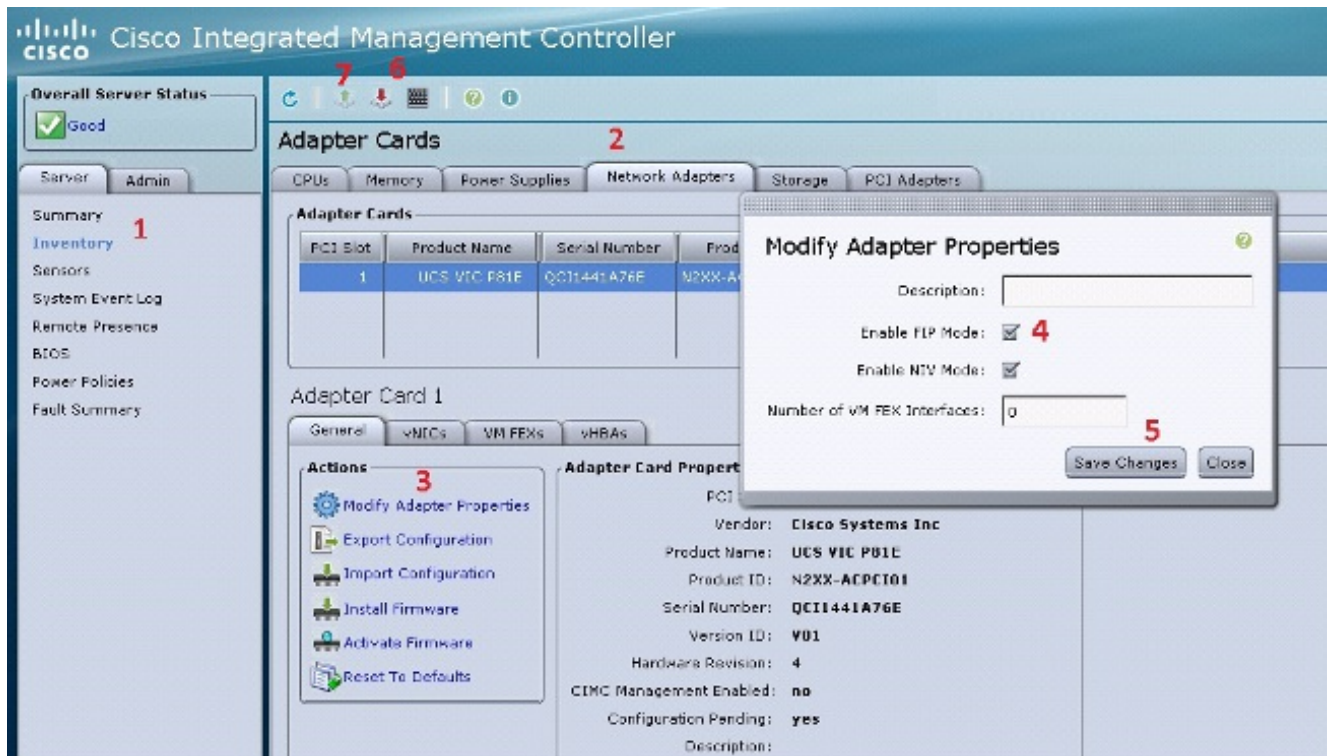 CISCO Cisco Integrated Management Controller
Overall Server Status
Good
Server Admin
Summary
1
Inventory
Sensors
System Event Log
Remote Presence
BIOS
Power Policies
Fault Summary
7 6
Adapter Cards
2
CPUs Memory Power Supplies Network Adapters Storage PCI Adapters
Adapter Cards
PCI Slot Product Name Serial Number Prod
1 UCS VIC P81E QCI1441A76E N2XX-A
Adapter Card 1
General vNICs VM FEXs vHBAs
Actions
3
Modify Adapter Properties
Export Configuration
Import Configuration
Install Firmware
Activate Firmware
Reset To Defaults
Adapter Card Propert
PCI
Vendor: Cisco Systems Inc
Product Name: UCS VIC P81E
Product ID: N2XX-ACPCI01
Serial Number: QCI1441A76E
Version ID: V01
Hardware Revision: 4
CIMC Management Enabled: no
Configuration Pending: yes
Description:
Modify Adapter Properties
Description:
Enable FIP Mode: 4
Enable NIV Mode:
Number of VM FEX Interfaces: 0
5
Save Changes Close